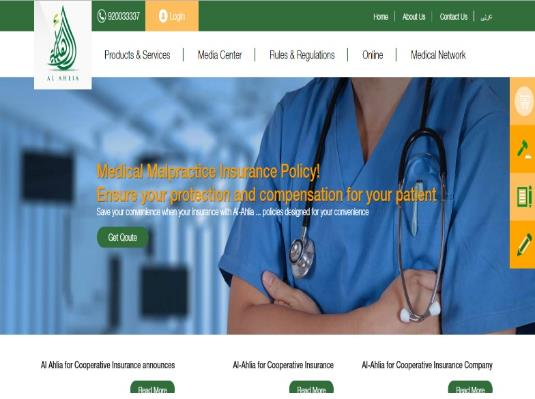 920033337
Login
Home
About Us
Contact Us
عربي
AL AHLIA
Products & Services
Media Center
Rules & Regulations
Online
Medical Network
Medical Malpractice Insurance Policy!
Ensure your protection and compensation for your patient
Save your convenience when your insurance with Al-Ahlia ... policies designed for your convenience
Get Qoute
Al Ahlia for Cooperative Insurance announces
Al-Ahlia for Cooperative Insurance
Al-Ahlia for Cooperative Insurance Company
Read More
Read More
Read More